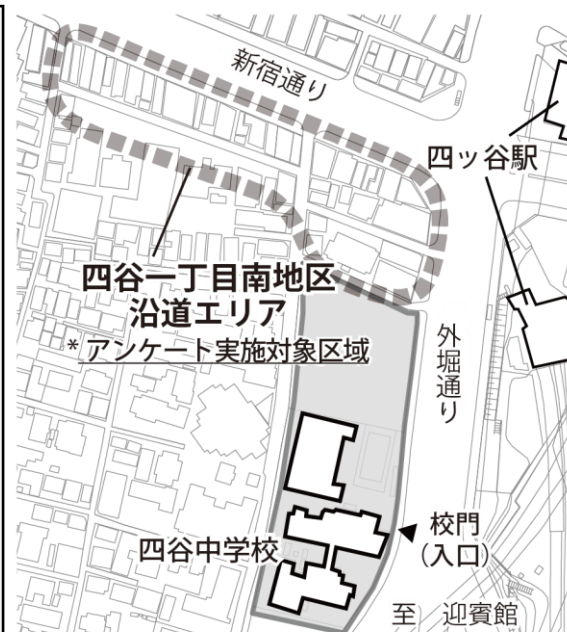 新宿通り
四ッ谷駅
四谷一丁目南地区
沿道エリア
*アンケート実施対象区域
外堀通り
四谷中学校
校門
(入口)
至 迎賓館